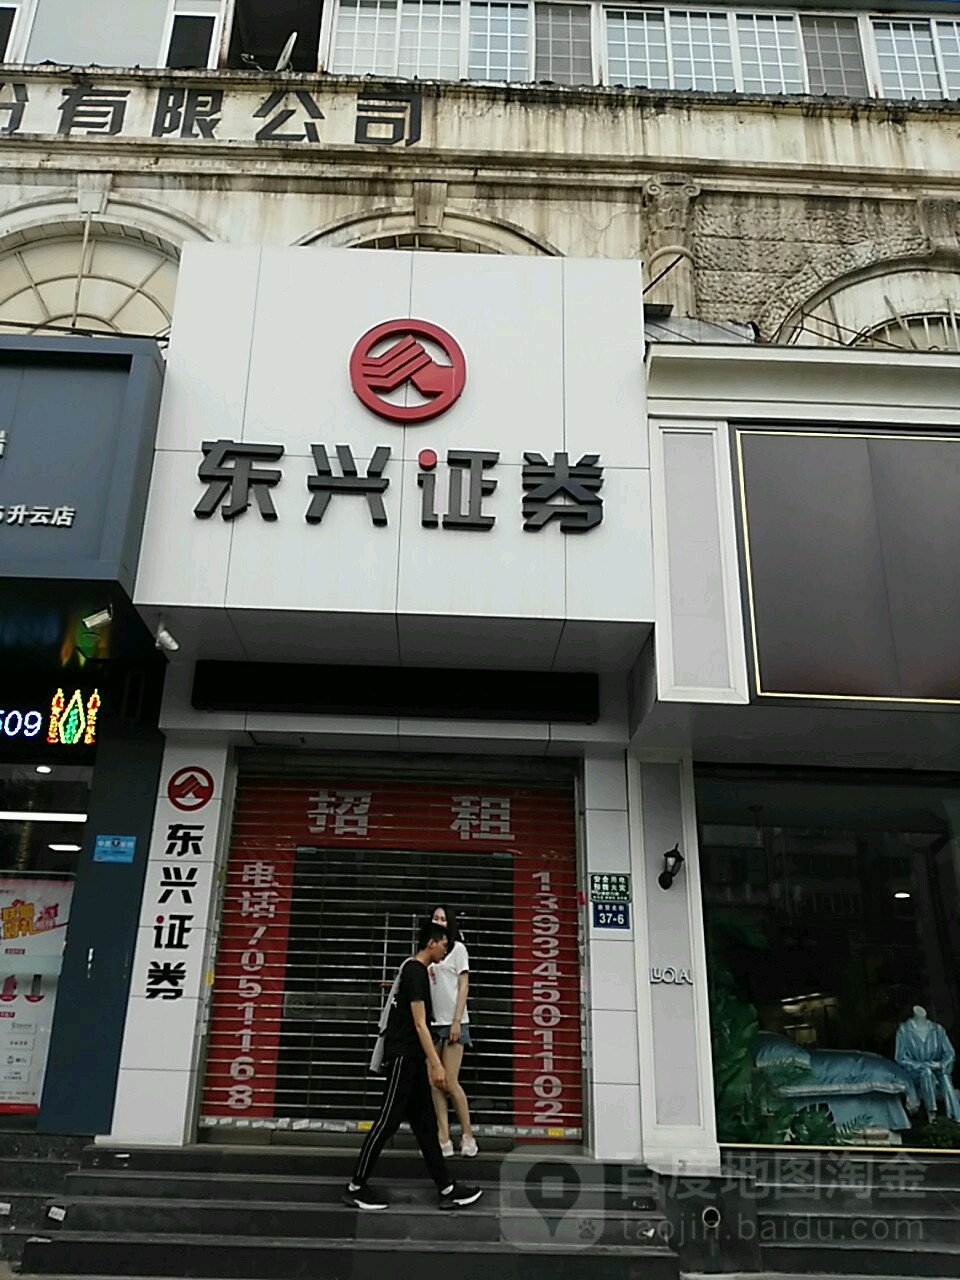 有限公司
升云店
东兴证券
509
东兴证券
招租
电话7051168
13934501102
37-6
百度地图淘金
taojin.baidu.com